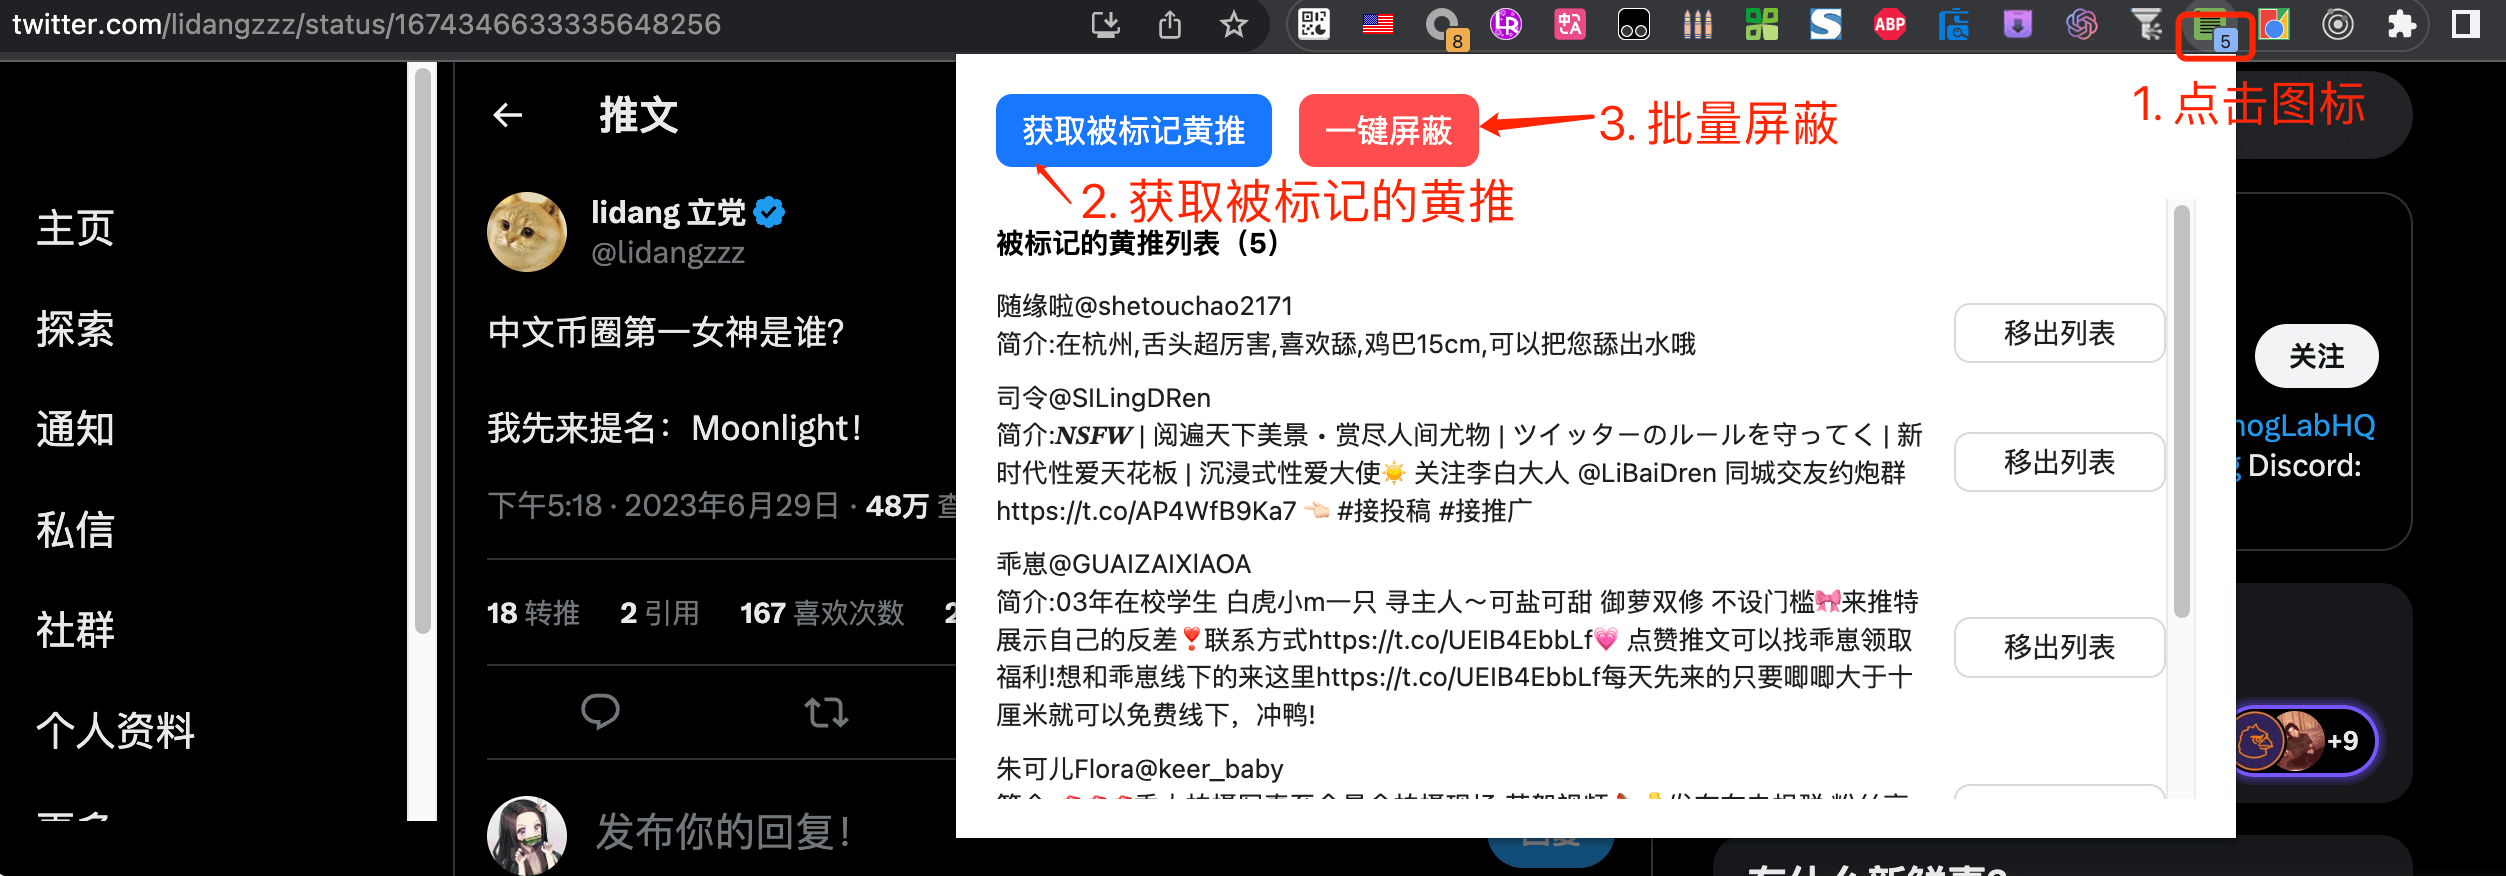 twitter.com/lidangzzz/status/1674346633335648256
8
ABP
5
1. 点击图标
获取被标记黄推
一键屏蔽
3. 批量屏蔽
2. 获取被标记的黄推
被标记的黄推列表（5）
随缘啦@shetouchao2171
简介:在杭州,舌头超厉害,喜欢舔,鸡巴15cm,可以把您舔出水哦
移出列表
司令@SILingDRen
简介:NSFW | 阅遍天下美景・赏尽人间尤物 | ツイッターのルールを守ってく | 新
时代性爱天花板 | 沉浸式性爱大使☀️ 关注李白大人 @LiBaiDren 同城交友约炮群
https://t.co/AP4WfB9Ka7 👈🏻 #接投稿 #接推广
移出列表
乖崽@GUAIZAIXIAOA
简介:03年在校学生 白虎小m一只 寻主人～可盐可甜 御萝双修 不设门槛🎀来推特
展示自己的反差❣️联系方式https://t.co/UEIB4EbbLf💗 点赞推文可以找乖崽领取
福利!想和乖崽线下的来这里https://t.co/UEIB4EbbLf每天先来的只要唧唧大于十
厘米就可以免费线下，冲鸭!
移出列表
朱可儿Flora@keer_baby
主页
探索
通知
私信
社群
个人资料
推文
lidang 立党
@lidangzzz
中文币圈第一女神是谁?
我先来提名：Moonlight!
下午5:18 · 2023年6月29日 · 48万 查
18 转推 2 引用 167 喜欢次数 2
发布你的回复!
回复
关注
nogLabHQ
Discord:
+9
有什么新鲜事?